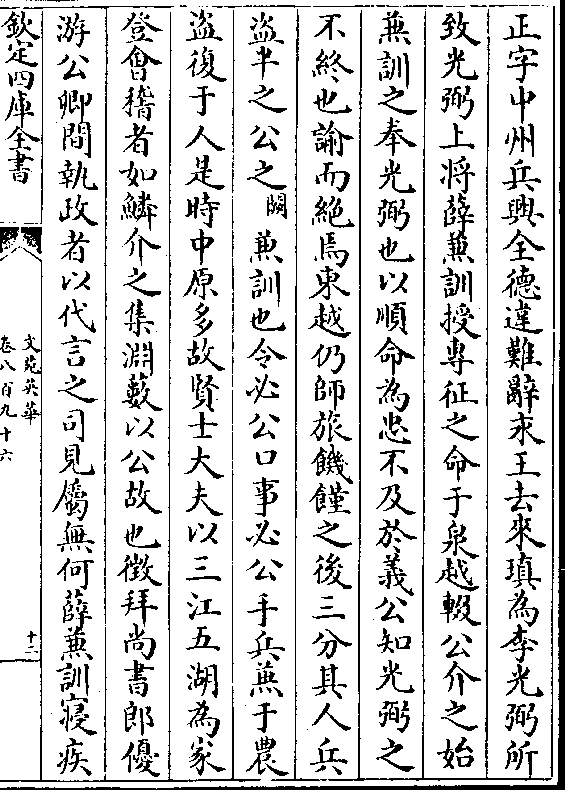 正字中州兵興全德違難辭永王去來瑱為李光弼所
致光弼上將薛蒹訓授專征之命于泉越輟公介之始
蒹訓之奉光弼也以順命為忠不及於義公知光弼之
不終也諭而絶焉東越仍師旅饑饉之後三分其人兵
盜半之公之闕蒹訓也令必公口事必公手兵蒹于農
盜復于人是時中原多故賢士大夫以三江五湖為家
登會稽者如鱗介之集淵藪以公故也徴拜尚書郎優
游公卿間執政者以代言之司見屬無何薛蒹訓寢疾
欽定四庫全書
文苑英華
卷八百九十六
十二